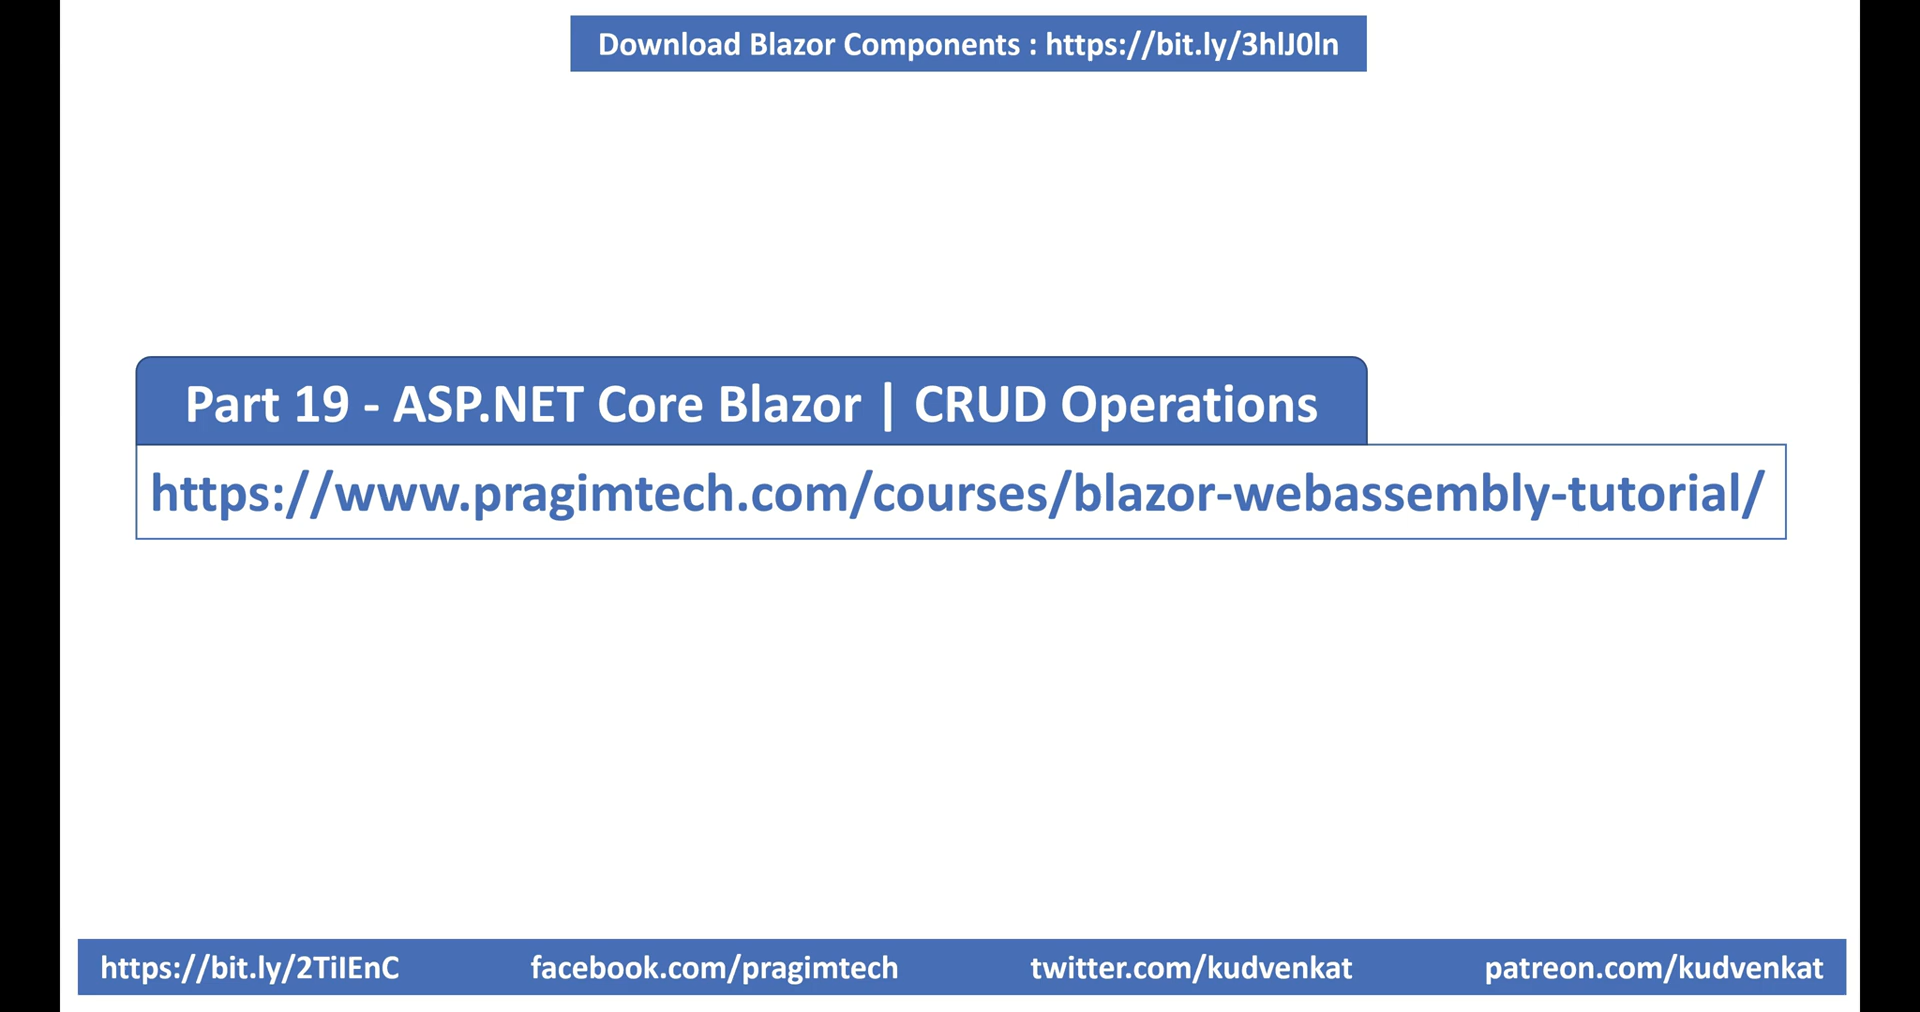 Download Blazor Components : https://bit.ly/3hlJ0ln
Part 19 - ASP.NET Core Blazor | CRUD Operations
https://www.pragimtech.com/courses/blazor-webassembly-tutorial/
https://bit.ly/2TiIEnC facebook.com/pragimtech twitter.com/kudvenkat patreon.com/kudvenkat